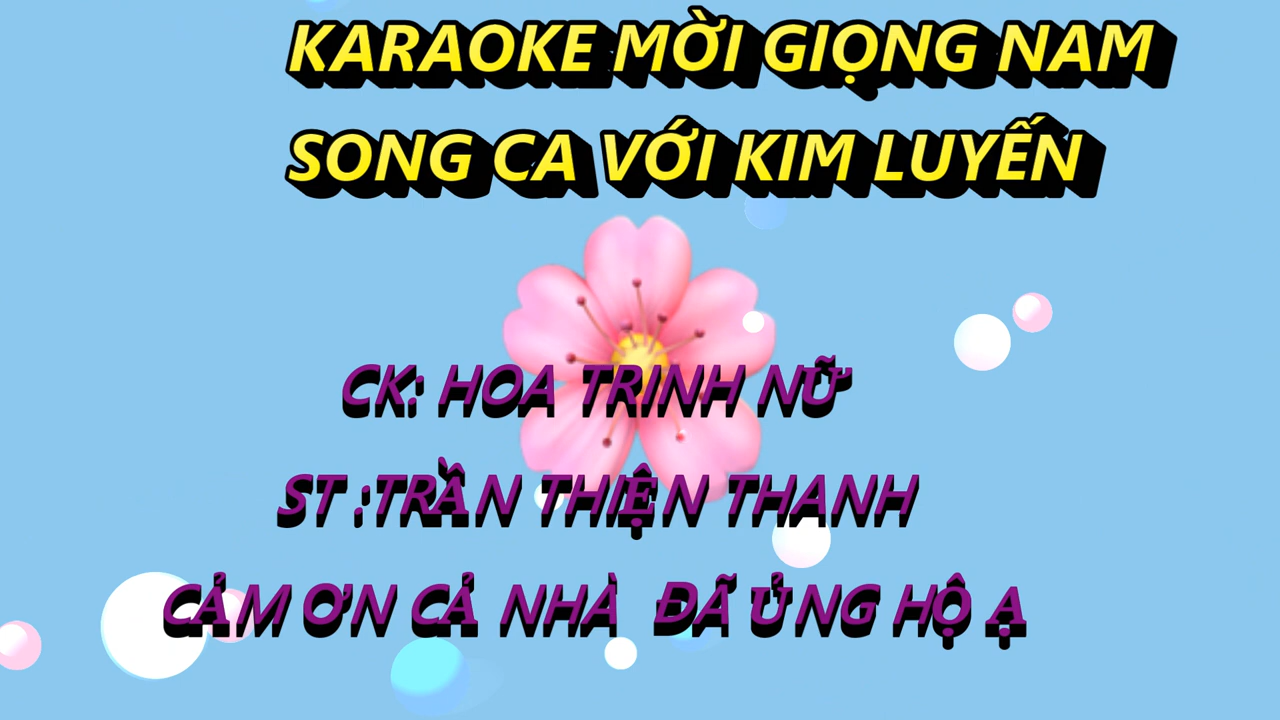 KARAOKE MỜI GIỌNG NAM
SONG CA VỚI KIM LUYẾN
CK: HOA TRINH NỮ
ST :TRẦN THIỆN THANH
CẢM ƠN CẢ NHÀ ĐÃ ỦNG HỘ Ạ